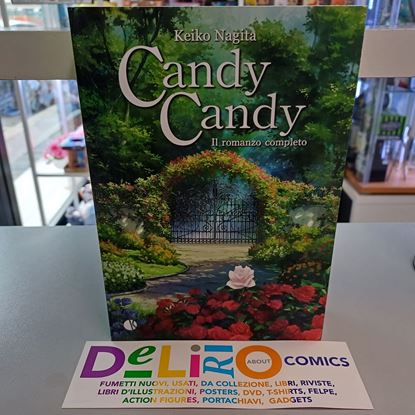 Keiko Nagita
Candy
Candy
Il romanzo completo
DeLiRiO ABOUT COMICS
FUMETTI NUOVI, USATI, DA COLLEZIONE, LIBRI, RIVISTE,
LIBRI D'ILLUSTRAZIONI, POSTERS, DVD, T-SHIRTS, FELPE,
ACTION FIGURES, PORTACHIAVI, GADGETS